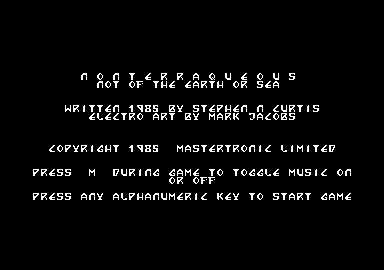 N O N T E R R A Q U E O U S
NOT OF THE EARTH OR SEA
WRITTEN 1985 BY STEPHEN N CURTIS
ELECTRO ART BY MARK JACOBS
COPYRIGHT 1985 MASTERTRONIC LIMITED
PRESS M DURING GAME TO TOGGLE MUSIC ON
OR OFF
PRESS ANY ALPHANUMERIC KEY TO START GAME